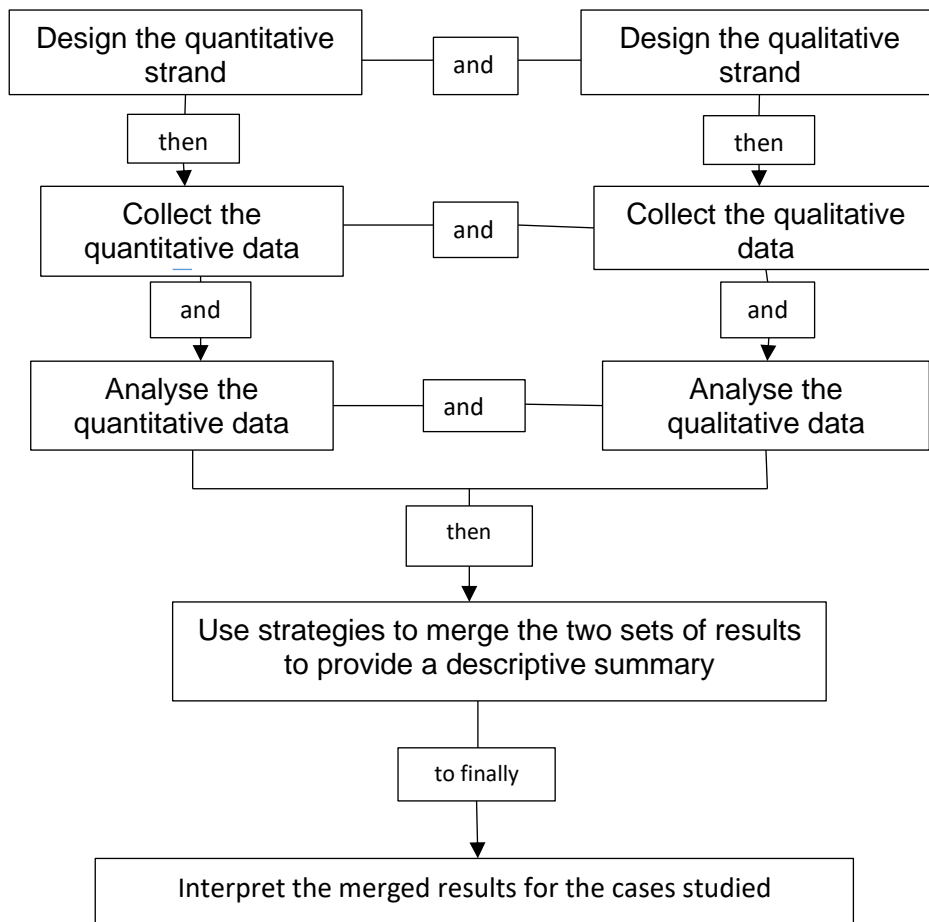 Design the quantitative
strand
and
Design the qualitative
strand
then
then
Collect the
quantitative data
and
Collect the qualitative
data
and
and
Analyse the
quantitative data
and
Analyse the
qualitative data
then
Use strategies to merge the two sets of results
to provide a descriptive summary
to finally
Interpret the merged results for the cases studied